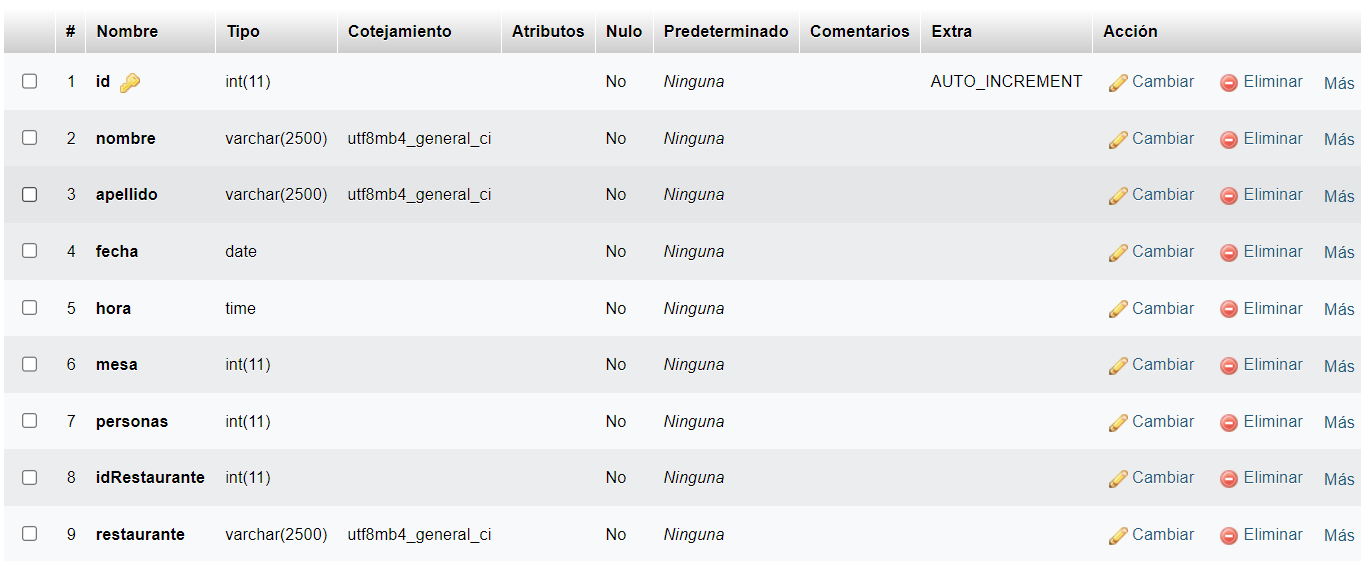 # Nombre Tipo Cotejamiento Atributos Nulo Predeterminado Comentarios Extra Acción
1 id int(11) No Ninguna AUTO_INCREMENT Cambiar Eliminar Más
2 nombre varchar(2500) utf8mb4_general_ci No Ninguna Cambiar Eliminar Más
3 apellido varchar(2500) utf8mb4_general_ci No Ninguna Cambiar Eliminar Más
4 fecha date No Ninguna Cambiar Eliminar Más
5 hora time No Ninguna Cambiar Eliminar Más
6 mesa int(11) No Ninguna Cambiar Eliminar Más
7 personas int(11) No Ninguna Cambiar Eliminar Más
8 idRestaurante int(11) No Ninguna Cambiar Eliminar Más
9 restaurante varchar(2500) utf8mb4_general_ci No Ninguna Cambiar Eliminar Más